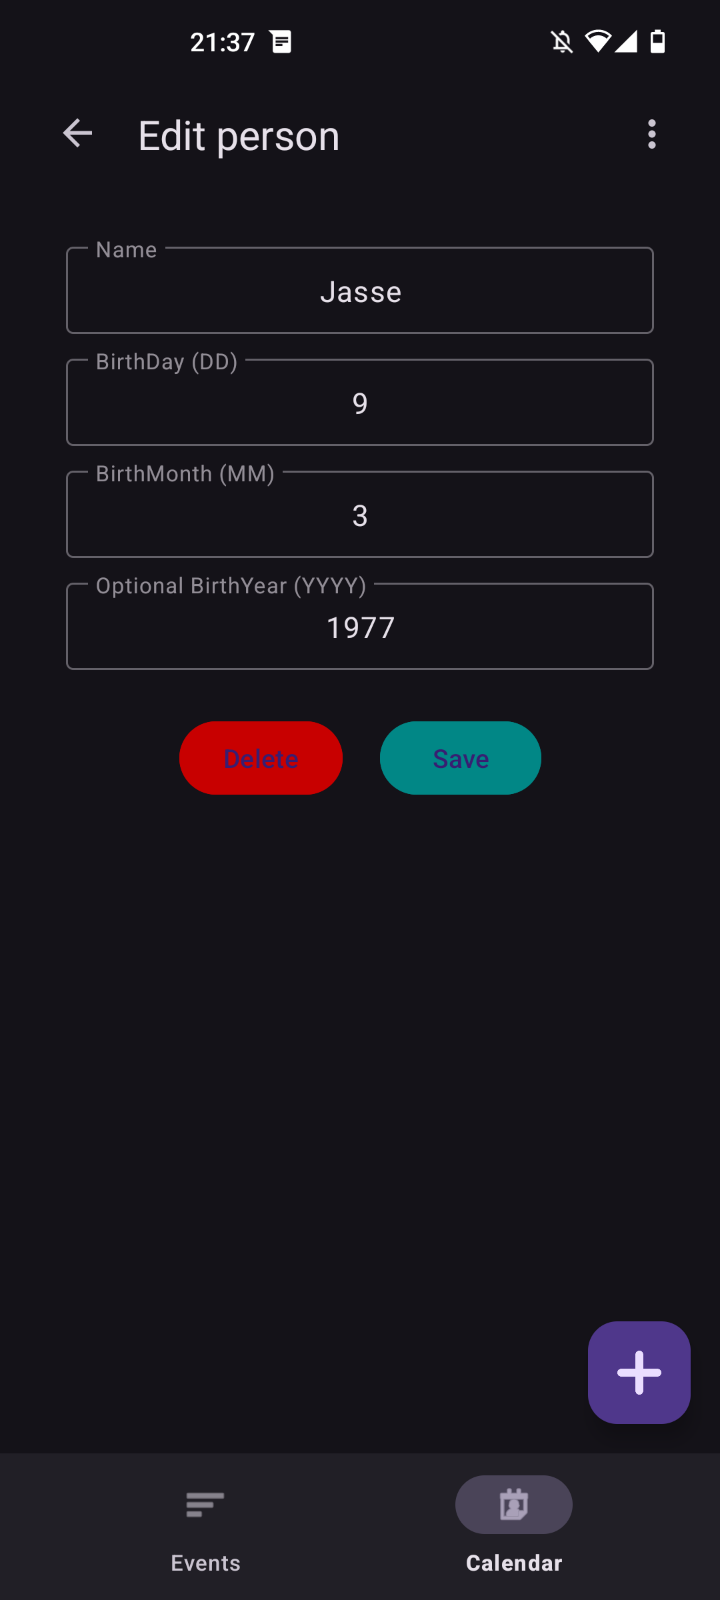 21:37
Edit person
Name
Jasse
BirthDay (DD)
9
BirthMonth (MM)
3
Optional BirthYear (YYYY)
1977
Delete Save
Events Calendar